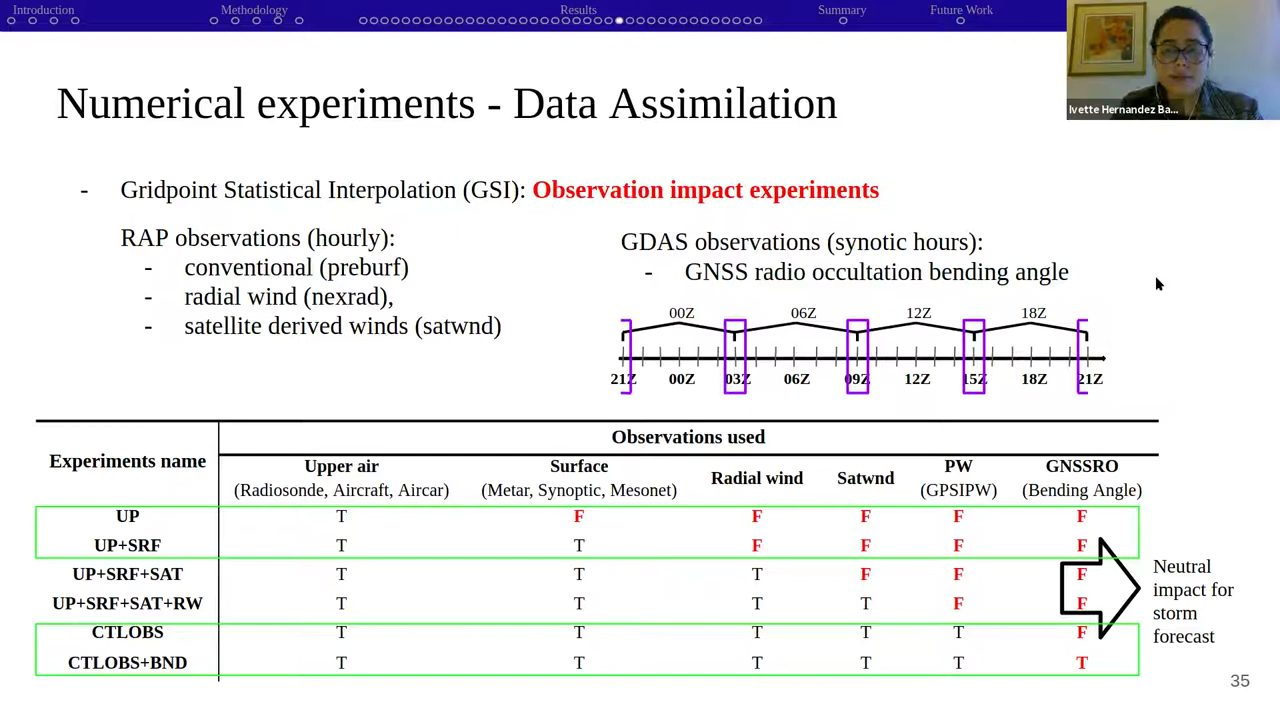 Introduction Methodology Results Summary Future Work
Ivette Hernandez Ba...
Numerical experiments - Data Assimilation
- Gridpoint Statistical Interpolation (GSI): Observation impact experiments
RAP observations (hourly):
- conventional (preburf)
- radial wind (nexrad),
- satellite derived winds (satwnd)
GDAS observations (synotic hours):
- GNSS radio occultation bending angle
00Z 06Z 12Z 18Z
21Z 00Z 03Z 06Z 09Z 12Z 15Z 18Z 21Z
Experiments name
Observations used
Upper air Surface Radial wind Satwnd PW GNSSRO
(Radiosonde, Aircraft, Aircar) (Metar, Synoptic, Mesonet) (GPSIPW) (Bending Angle)
UP T F F F F F
UP+SRF T T F F F F
UP+SRF+SAT T T T F F F
UP+SRF+SAT+RW T T T T F F
CTLOBS T T T T T F
CTLOBS+BND T T T T T T
Neutral
impact for
storm
forecast
35